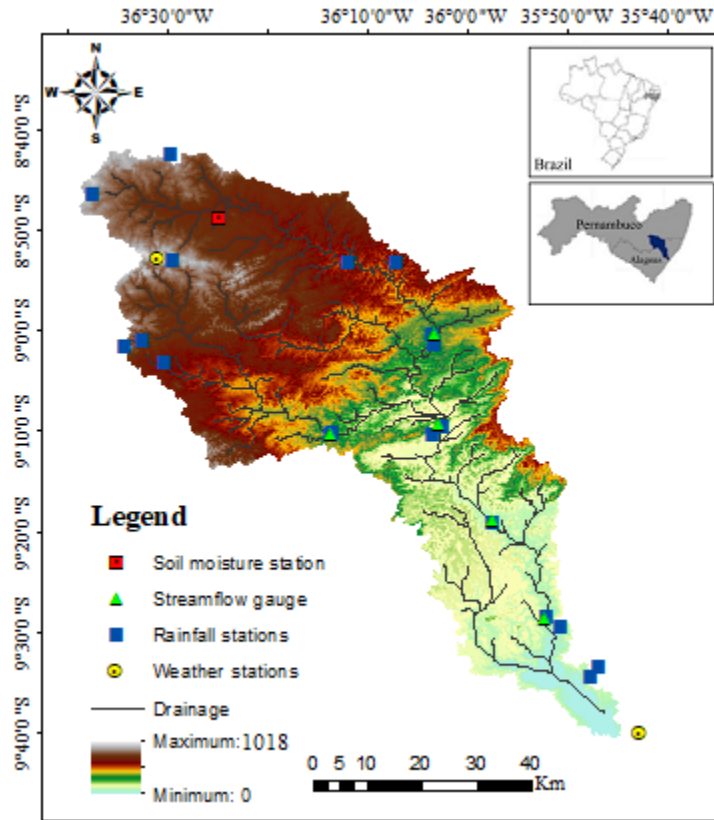 36°30'0"W 36°10'0"W 36°0'0"W 35°50'0"W 35°40'0"W
N
W E
S
Brazil
Pernambuco
Alagoas
8°40'0"S
8°50'0"S
9°0'0"S
9°10'0"S
9°20'0"S
9°30'0"S
9°40'0"S
Legend
Soil moisture station
Streamflow gauge
Rainfall stations
Weather stations
Drainage
Maximum: 1018
Minimum: 0
0 5 10 20 30 40
Km